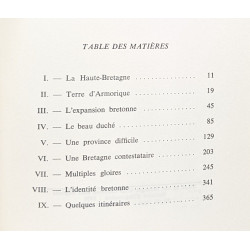 TABLE DES MATIÈRES
I. — La Haute-Bretagne .................... 11
II. — Terre d'Armorique .................... 19
III. — L'expansion bretonne .................... 45
IV. — Le beau duché .................... 85
V. — Une province difficile .................... 129
VI. — Une Bretagne contestataire .................... 203
VII. — Multiples gloires .................... 245
VIII. — L'identité bretonne .................... 341
IX. — Quelques itinéraires .................... 365